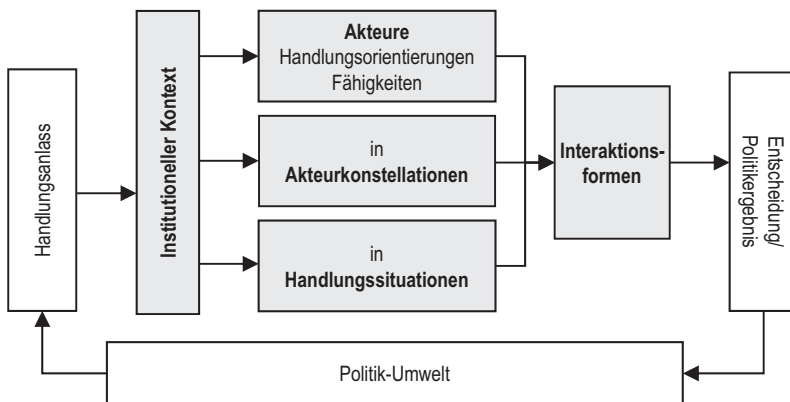 Handlungsanlass
Institutioneller Kontext
Akteure
Handlungsorientierungen
Fähigkeiten
in
Akteurkonstellationen
in
Handlungssituationen
Interaktions-
formen
Entscheidung/
Politikergebnis
Politik-Umwelt